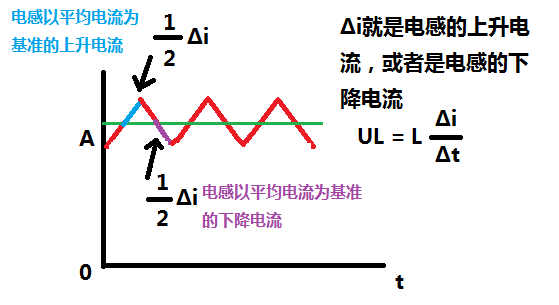 电感以平均电流为
基准的上升电流
1/2 Δi
Δi就是电感的上升电
流，或者是电感的下
降电流
UL = L Δi/Δt
A
1/2 Δi
电感以平均电流为基准
的下降电流
0
t